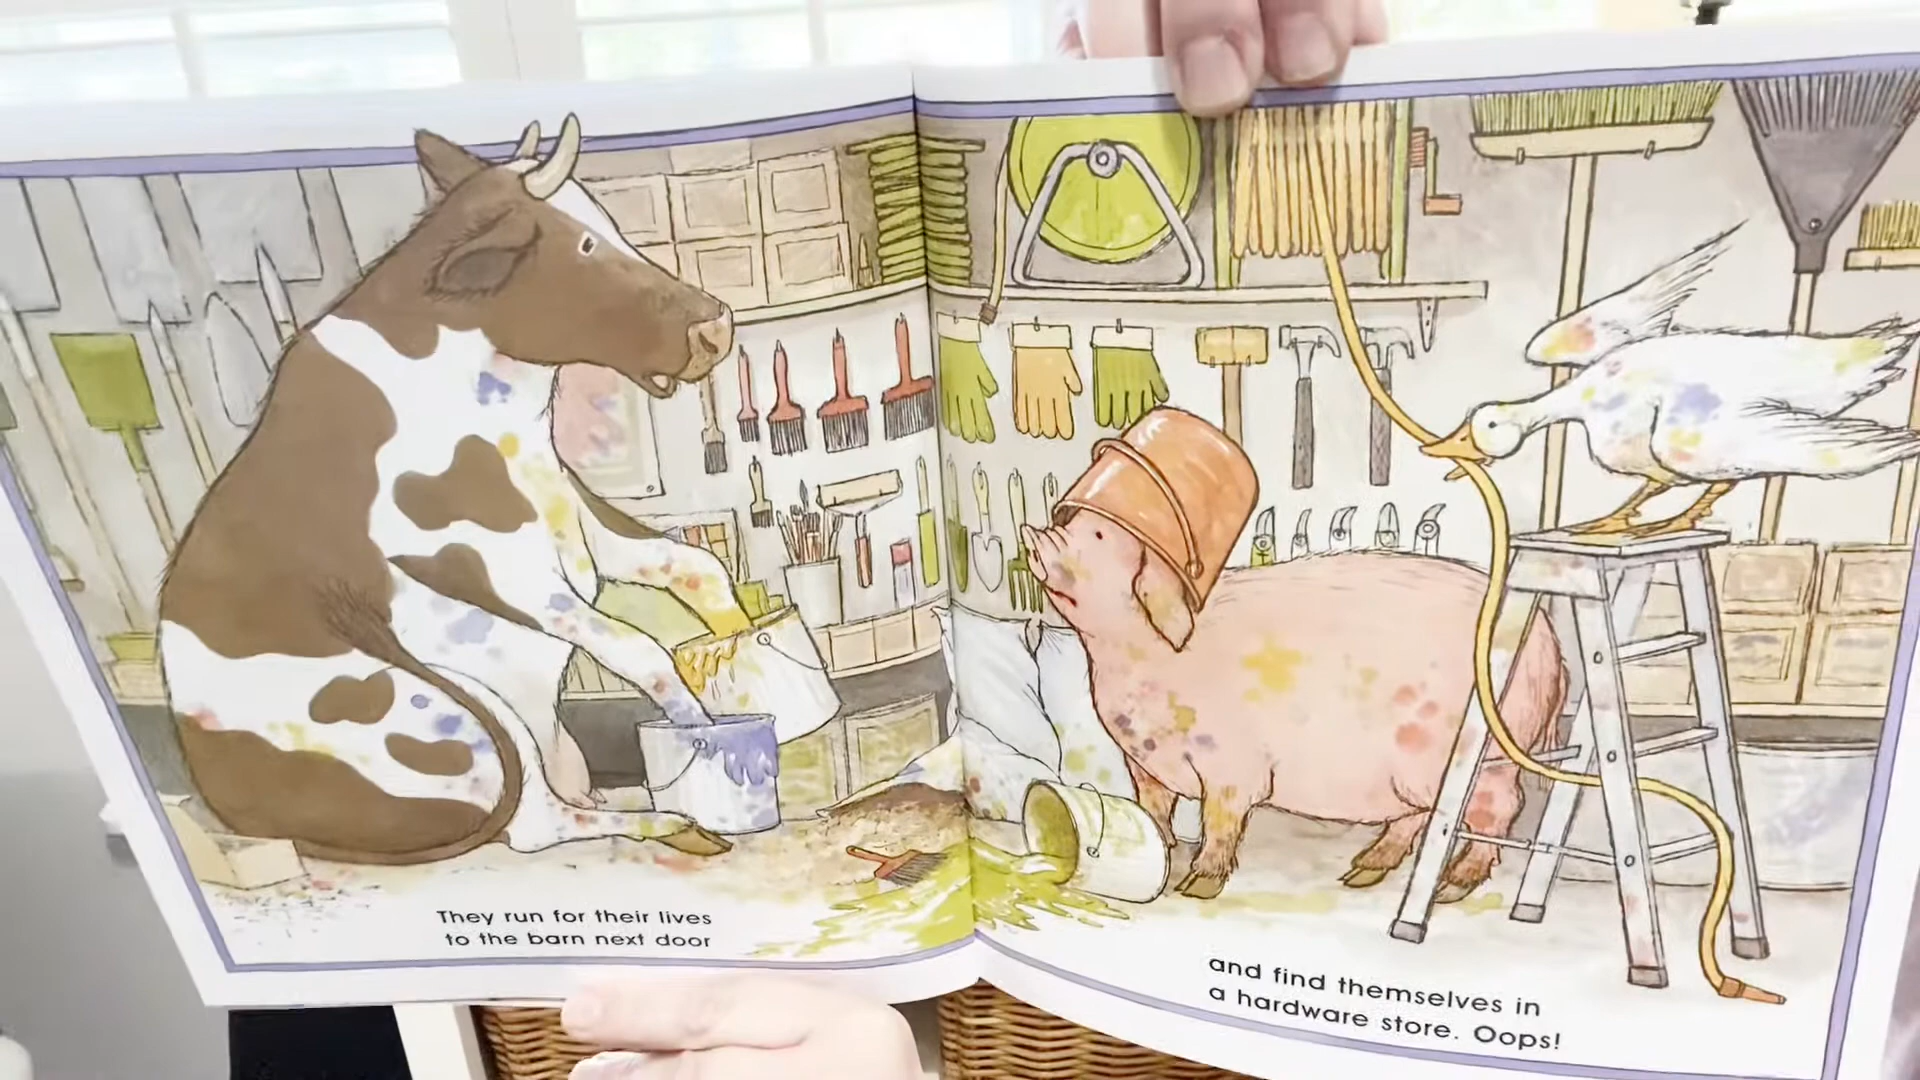 They run for their lives
to the barn next door
and find themselves in
a hardware store. Oops!